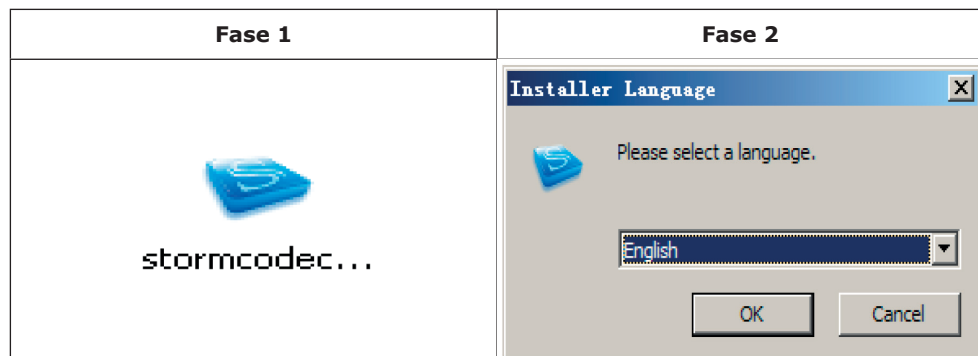 Fase 1
Fase 2
stormcodec...
Installer Language
Please select a language.
English
OK
Cancel